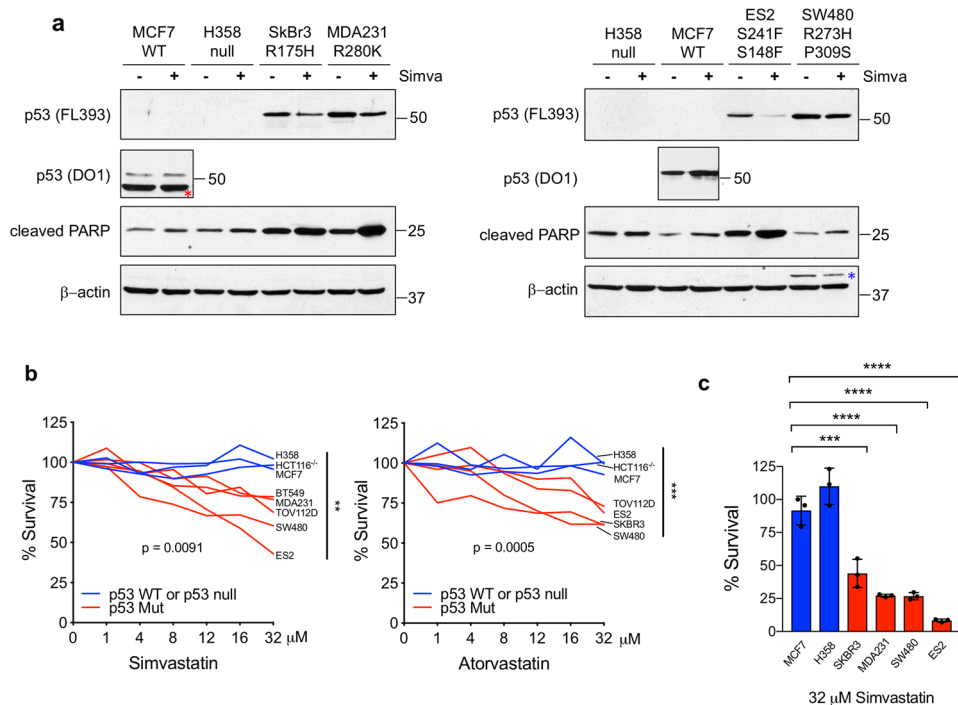 a
MCF7 WT
H358 null
SkBr3 R175H
MDA231 R280K
- + - + - + - + Simva
p53 (FL393)
50
p53 (DO1)
50
*
cleaved PARP
25
β-actin
37
H358 null
MCF7 WT
ES2 S241F S148F
SW480 R273H P309S
- + - + - + - + Simva
p53 (FL393)
50
p53 (DO1)
50
cleaved PARP
25
β-actin
*
37
b
% Survival
125
100
75
50
25
0
H358
HCT116-/-
MCF7
BT549
MDA231
TOV112D
SW480
ES2
**
p = 0.0091
p53 WT or p53 null
p53 Mut
0 1 4 8 12 16 32 μM
Simvastatin
% Survival
125
100
75
50
25
0
H358
HCT116-/-
MCF7
TOV112D
ES2
SKBR3
SW480
***
p = 0.0005
p53 WT or p53 null
p53 Mut
0 1 4 8 12 16 32 μM
Atorvastatin
c
****
****
****
***
% Survival
125
100
75
50
25
0
MCF7
H358
SKBR3
MDA231
SW480
ES2
32 μM Simvastatin